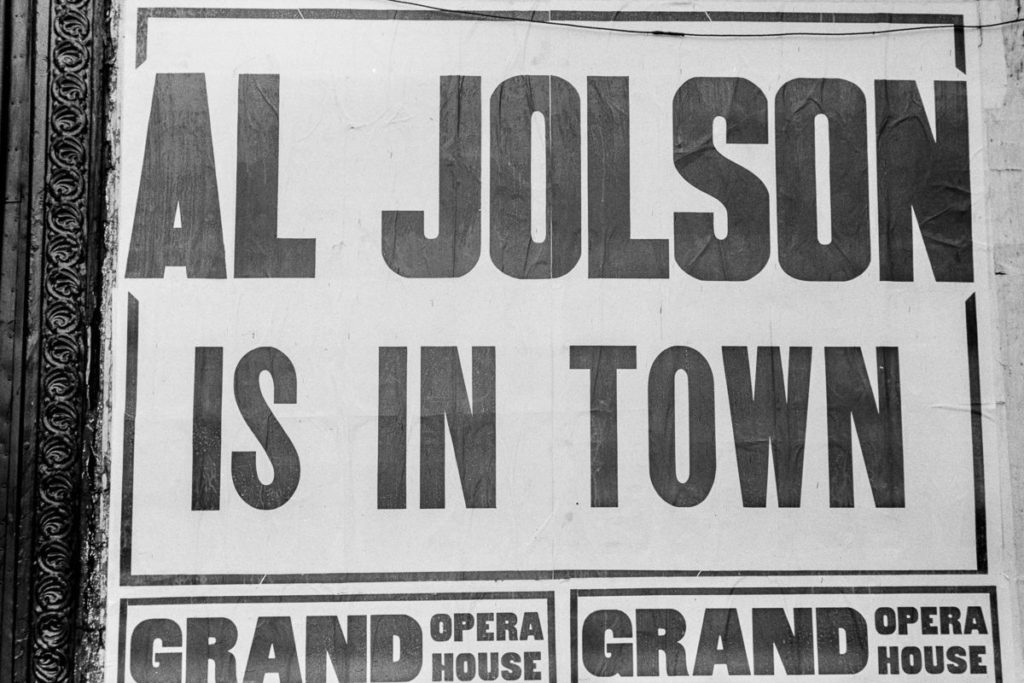 AL JOLSON
IS IN TOWN
GRAND OPERA HOUSE
GRAND OPERA HOUSE